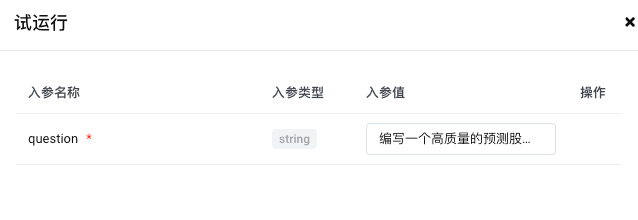 试运行
入参名称 入参类型 入参值 操作
question * string 编写一个高质量的预测股...